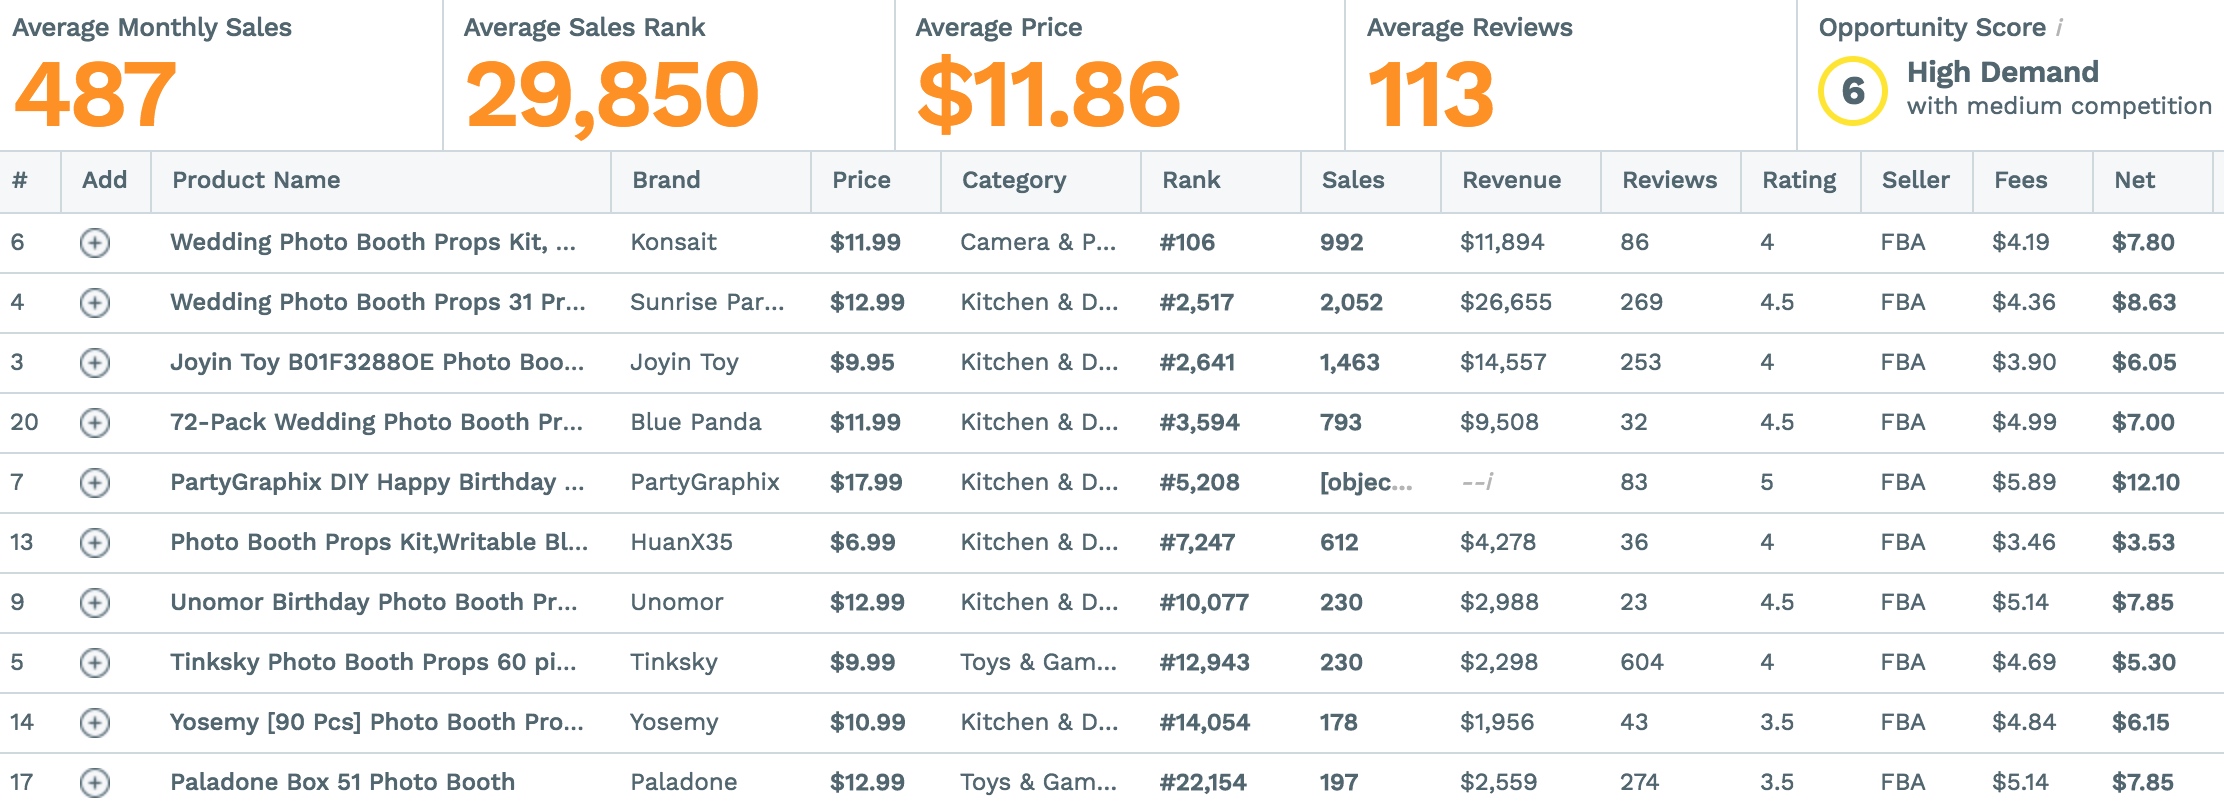 Average Monthly Sales
487
Average Sales Rank
29,850
Average Price
$11.86
Average Reviews
113
Opportunity Score i
6
High Demand
with medium competition
# Add Product Name Brand Price Category Rank Sales Revenue Reviews Rating Seller Fees Net
6 Wedding Photo Booth Props Kit, ... Konsait $11.99 Camera & P... #106 992 $11,894 86 4 FBA $4.19 $7.80
4 Wedding Photo Booth Props 31 Pr... Sunrise Par... $12.99 Kitchen & D... #2,517 2,052 $26,655 269 4.5 FBA $4.36 $8.63
3 Joyin Toy B01F3288OE Photo Boo... Joyin Toy $9.95 Kitchen & D... #2,641 1,463 $14,557 253 4 FBA $3.90 $6.05
20 72-Pack Wedding Photo Booth Pr... Blue Panda $11.99 Kitchen & D... #3,594 793 $9,508 32 4.5 FBA $4.99 $7.00
7 PartyGraphix DIY Happy Birthday ... PartyGraphix $17.99 Kitchen & D... #5,208 [objec... --i 83 5 FBA $5.89 $12.10
13 Photo Booth Props Kit,Writable Bl... HuanX35 $6.99 Kitchen & D... #7,247 612 $4,278 36 4 FBA $3.46 $3.53
9 Unomor Birthday Photo Booth Pr... Unomor $12.99 Kitchen & D... #10,077 230 $2,988 23 4.5 FBA $5.14 $7.85
5 Tinksky Photo Booth Props 60 pi... Tinksky $9.99 Toys & Gam... #12,943 230 $2,298 604 4 FBA $4.69 $5.30
14 Yosemy [90 Pcs] Photo Booth Pro... Yosemy $10.99 Kitchen & D... #14,054 178 $1,956 43 3.5 FBA $4.84 $6.15
17 Paladone Box 51 Photo Booth Paladone $12.99 Toys & Gam... #22,154 197 $2,559 274 3.5 FBA $5.14 $7.85